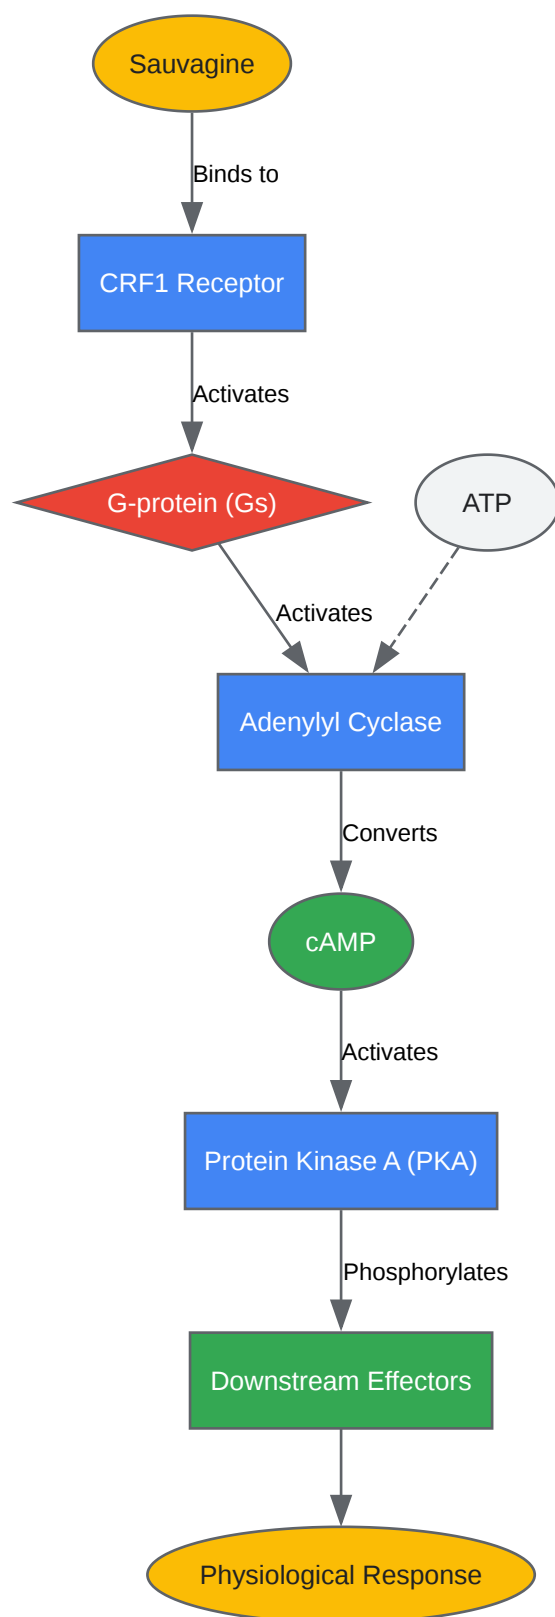 Sauvagine
Binds to
CRF1 Receptor
Activates
G-protein (Gs)
ATP
Activates
Adenylyl Cyclase
Converts
cAMP
Activates
Protein Kinase A (PKA)
Phosphorylates
Downstream Effectors
Physiological Response